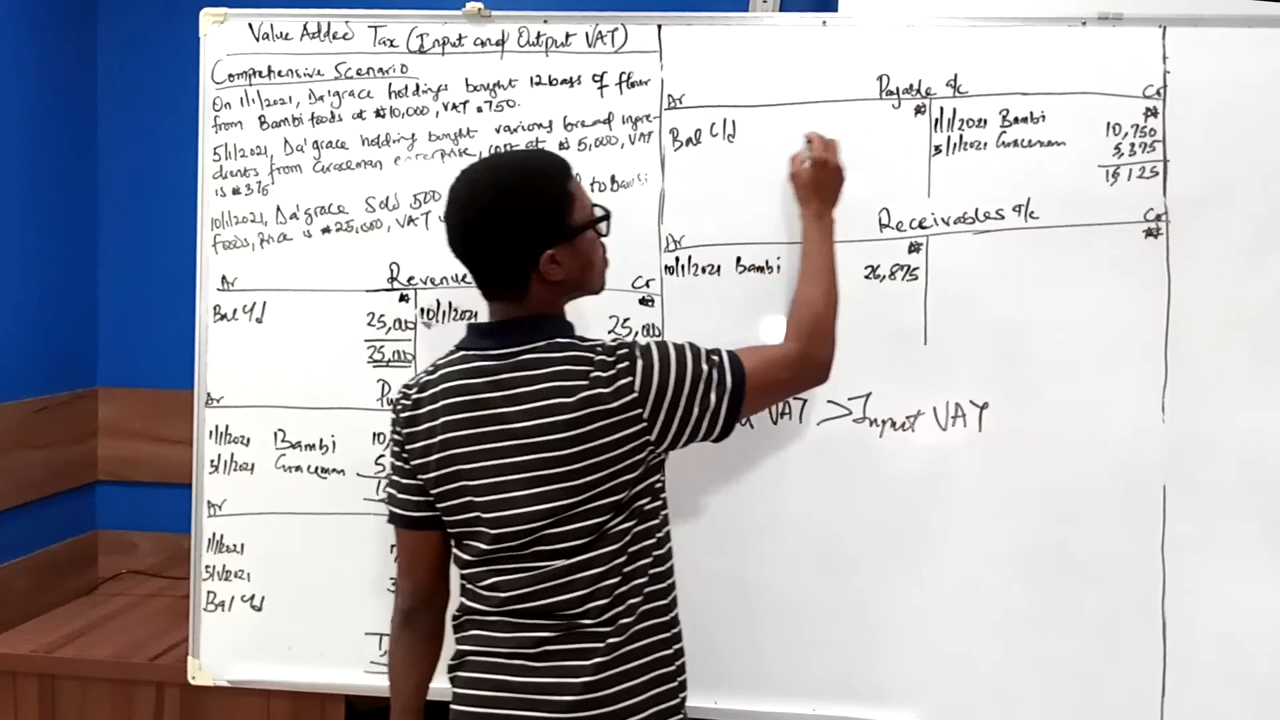 Value Added Tax (Input and Output VAT)
Comprehensive Scenario
On 1/1/2021, Da'grace holdings bought 12 bags of flour
from Bambi foods at ₦10,000, VAT ₦750.
5/1/2021, Da'grace holding bought various bread ingre-
dients from Graceman enterprise, cost at ₦5,000, VAT
is ₦375
10/1/2021, Da'grace Sold 500 to Bambi
foods, price is ₦25,000, VAT
Dr Revenue Cr
₦ ₦
Bal C/d 25,000 10/1/2021 25,000
25,000
Dr
1/1/2021 Bambi
5/1/2021 Graceman
Dr
1/1/2021
5/1/2021
Bal C/d
Dr Payable a/c Cr
₦ ₦
Bal C/d 1/1/2021 Bambi 10,750
5/1/2021 Graceman 5,375
15,125
Dr Receivables a/c Cr
₦ ₦
10/1/2021 Bambi 26,875
VAT > Input VAT